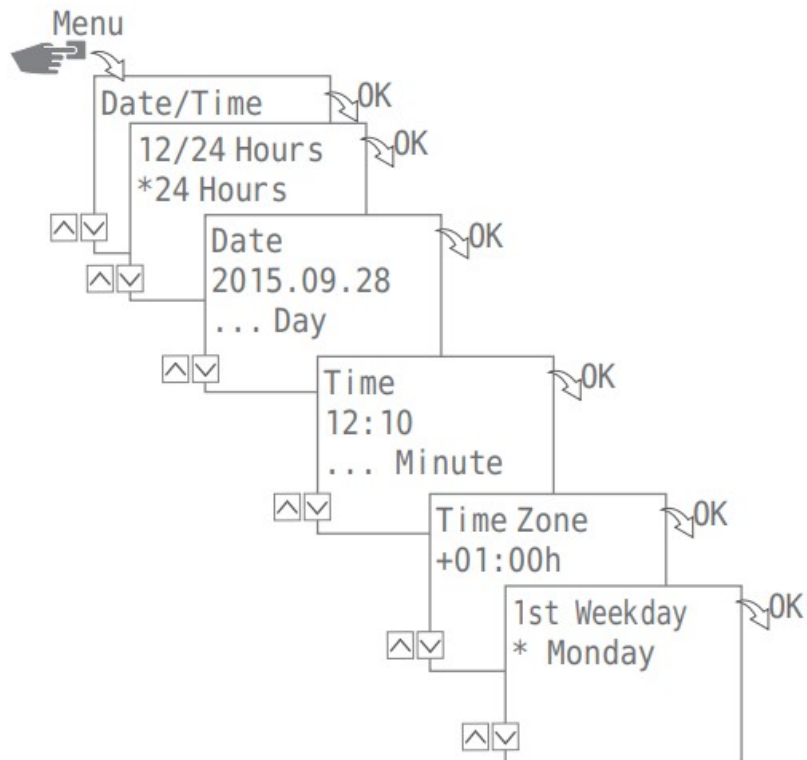 Menu
Date/Time
OK
12/24 Hours
*24 Hours
OK
Date
2015.09.28
... Day
OK
Time
12:10
... Minute
OK
Time Zone
+01:00h
OK
1st Weekday
* Monday
OK